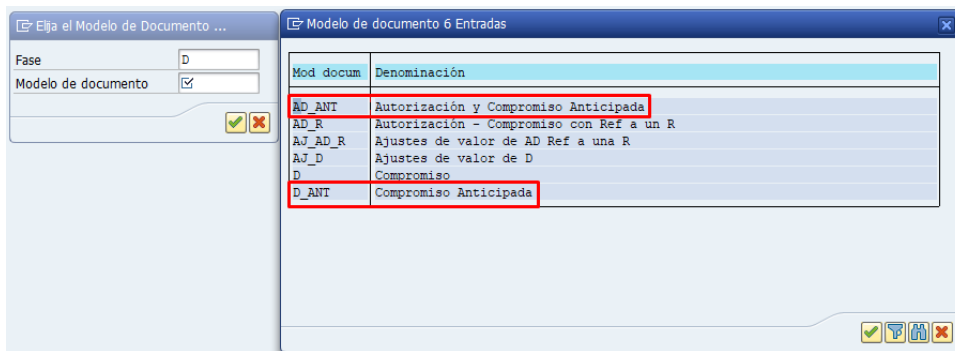 Elija el Modelo de Documento ...
Fase D
Modelo de documento
Modelo de documento 6 Entradas
Mod docum Denominación
AD_ANT Autorización y Compromiso Anticipada
AD_R Autorización - Compromiso con Ref a un R
AJ_AD_R Ajustes de valor de AD Ref a una R
AJ_D Ajustes de valor de D
D Compromiso
D_ANT Compromiso Anticipada